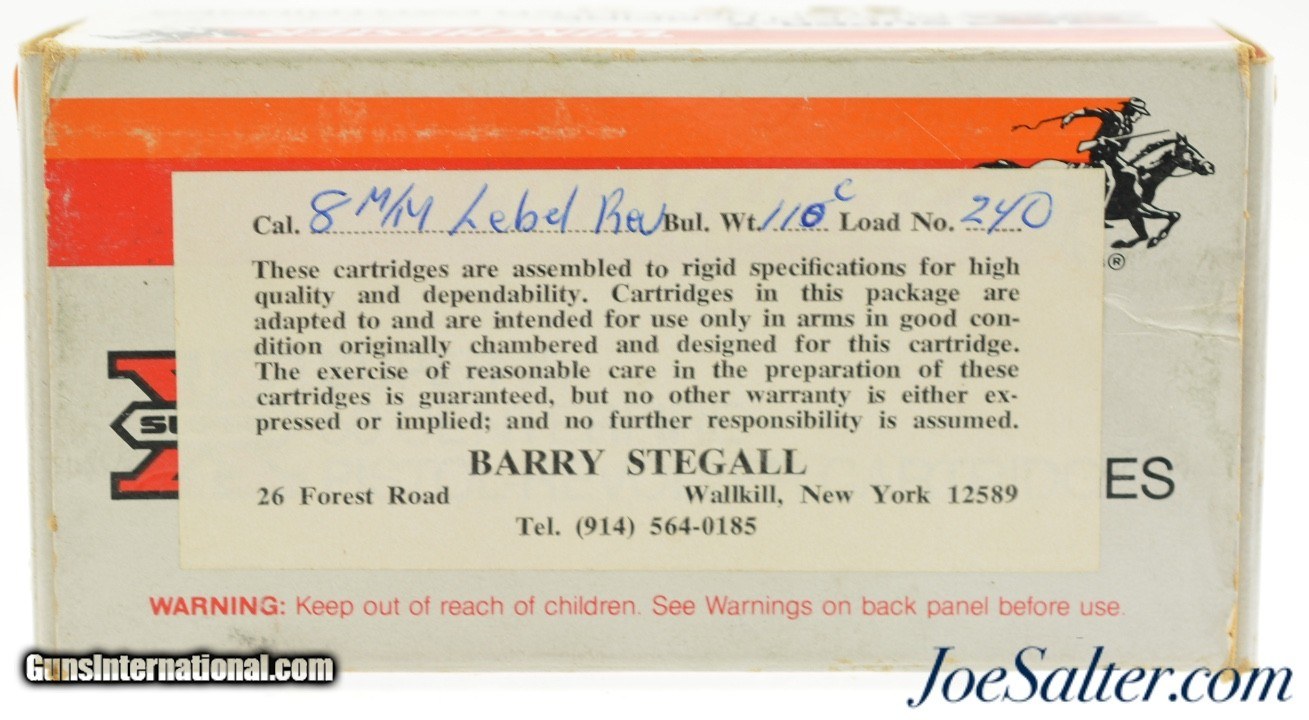 Cal. 8 M/M Lebel Rev Bul. Wt. 110 C Load No. 240
These cartridges are assembled to rigid specifications for high
quality and dependability. Cartridges in this package are
adapted to and are intended for use only in arms in good con-
dition originally chambered and designed for this cartridge.
The exercise of reasonable care in the preparation of these
cartridges is guaranteed, but no other warranty is either ex-
pressed or implied; and no further responsibility is assumed.
BARRY STEGALL
26 Forest Road Wallkill, New York 12589
Tel. (914) 564-0185
SU
ES
®
WARNING: Keep out of reach of children. See Warnings on back panel before use.
GunsInternational.com
JoeSalter.com